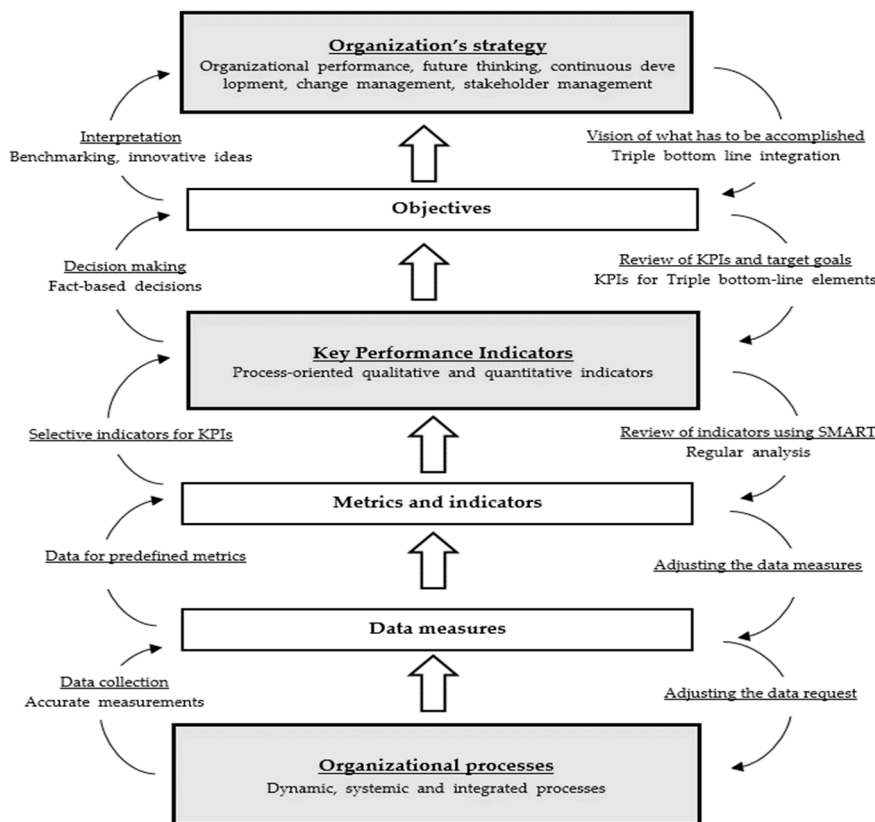 Organization's strategy
Organizational performance, future thinking, continuous deve
lopment, change management, stakeholder management
Interpretation
Benchmarking, innovative ideas
Vision of what has to be accomplished
Triple bottom line integration
Objectives
Decision making
Fact-based decisions
Review of KPIs and target goals
KPIs for Triple bottom-line elements
Key Performance Indicators
Process-oriented qualitative and quantitative indicators
Selective indicators for KPIs
Review of indicators using SMART
Regular analysis
Metrics and indicators
Data for predefined metrics
Adjusting the data measures
Data measures
Data collection
Accurate measurements
Adjusting the data request
Organizational processes
Dynamic, systemic and integrated processes